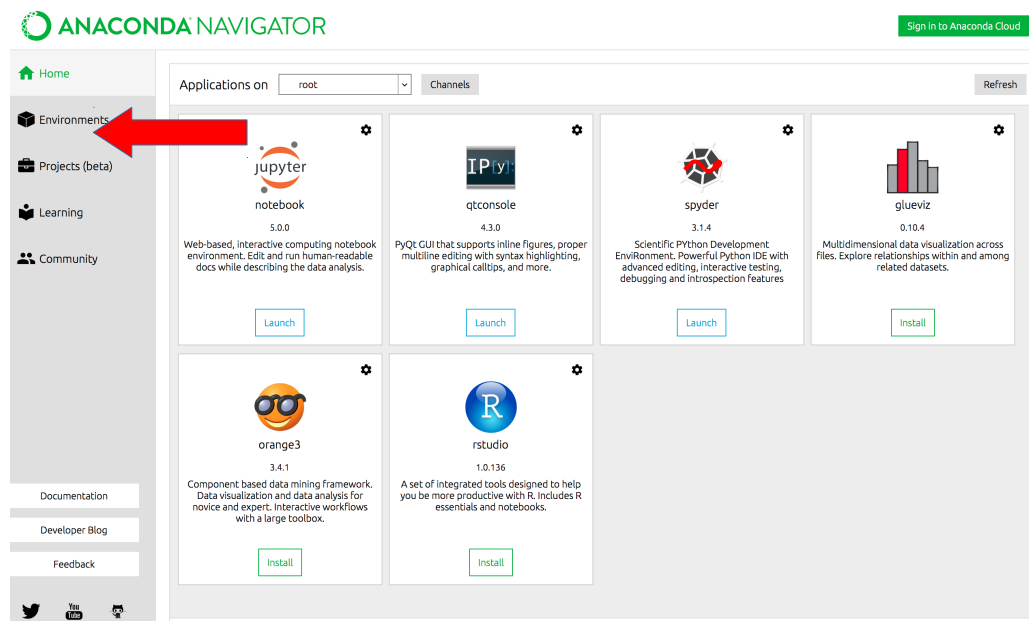 ANACONDA NAVIGATOR
Sign in to Anaconda Cloud
Home
Environments
Projects (beta)
Learning
Community
Documentation
Developer Blog
Feedback
You
Tube
Applications on
root
Channels
Refresh
jupyter
notebook
5.0.0
Web-based, interactive computing notebook
environment. Edit and run human-readable
docs while describing the data analysis.
Launch
IP[y]:
qtconsole
4.3.0
PyQt GUI that supports inline figures, proper
multiline editing with syntax highlighting,
graphical calltips, and more.
Launch
spyder
3.1.4
Scientific PYthon Development
EnviRonment. Powerful Python IDE with
advanced editing, interactive testing,
debugging and introspection features
Launch
glueviz
0.10.4
Multidimensional data visualization across
files. Explore relationships within and among
related datasets.
Install
orange3
3.4.1
Component based data mining framework.
Data visualization and data analysis for
novice and expert. Interactive workflows
with a large toolbox.
Install
R
rstudio
1.0.136
A set of integrated tools designed to help
you be more productive with R. Includes R
essentials and notebooks.
Install